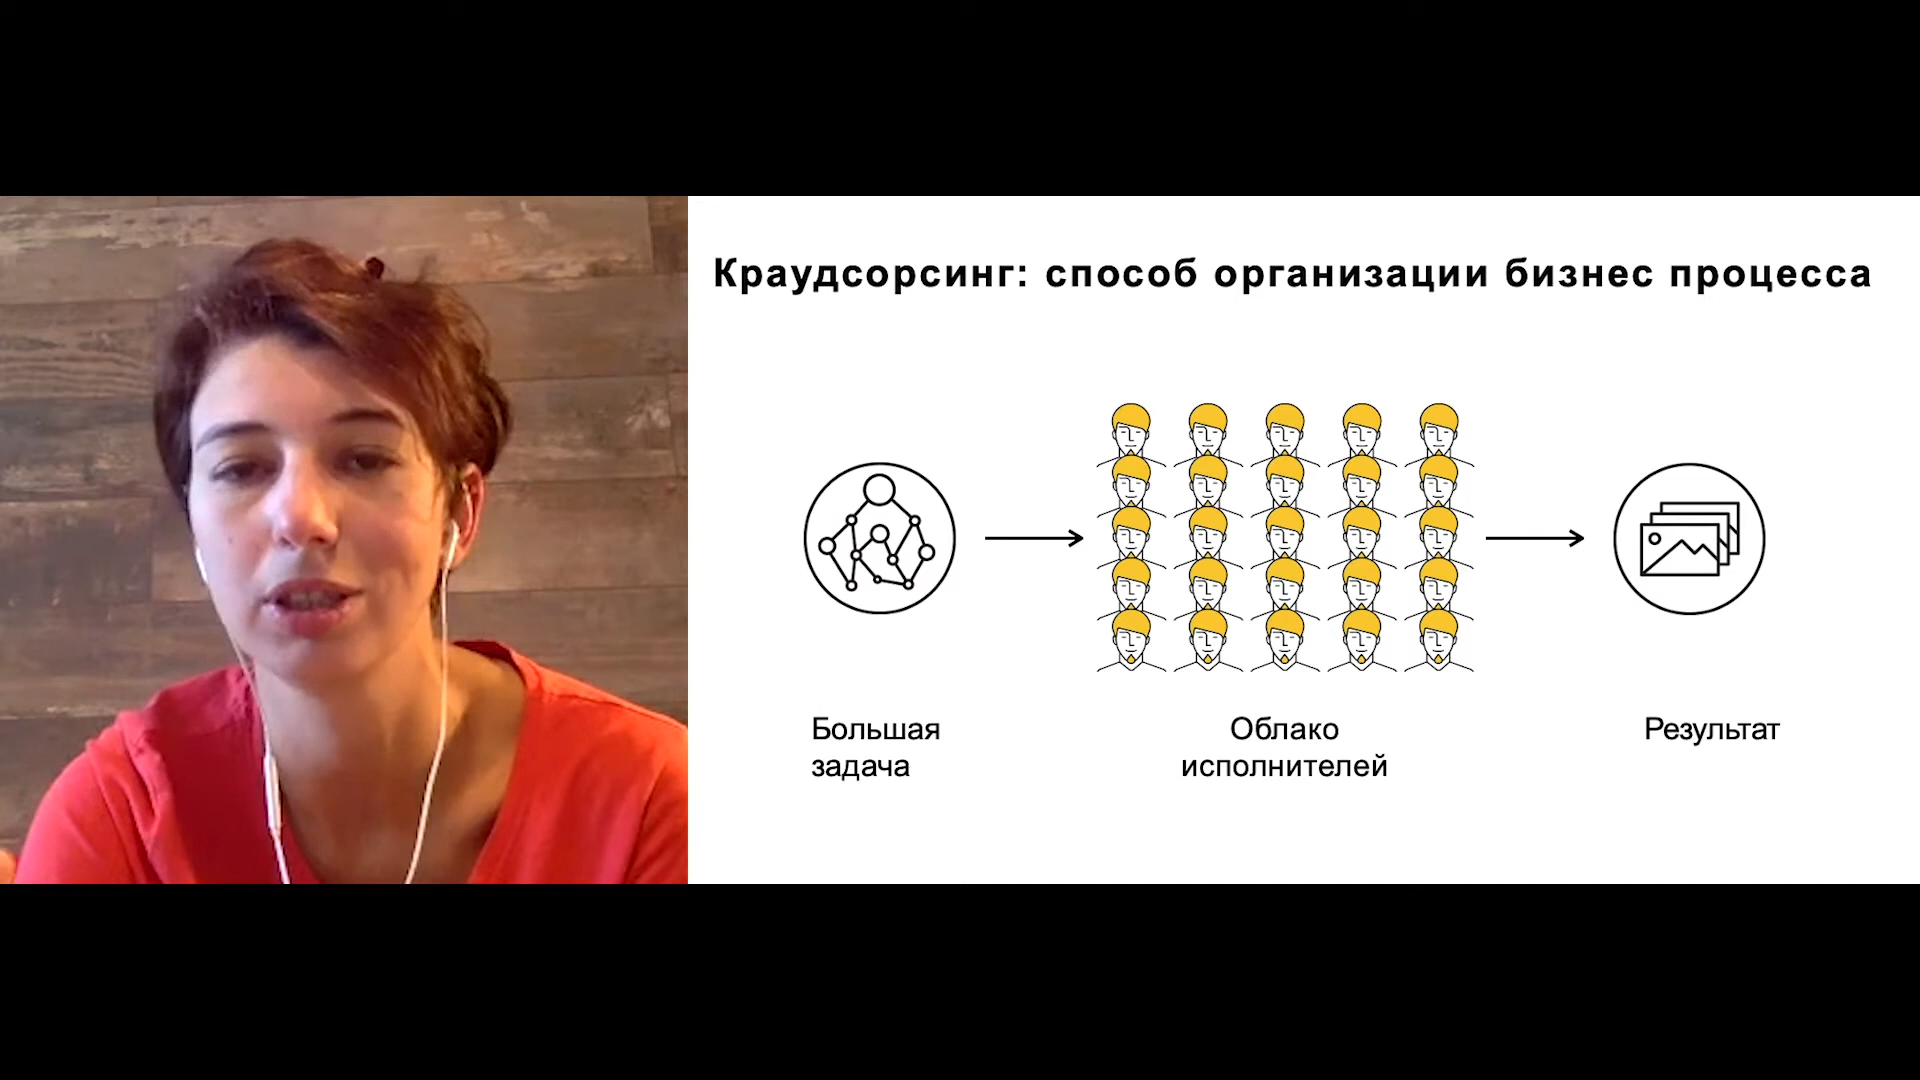 Краудсорсинг: способ организации бизнес процесса
Большая
задача
Облако
исполнителей
Результат